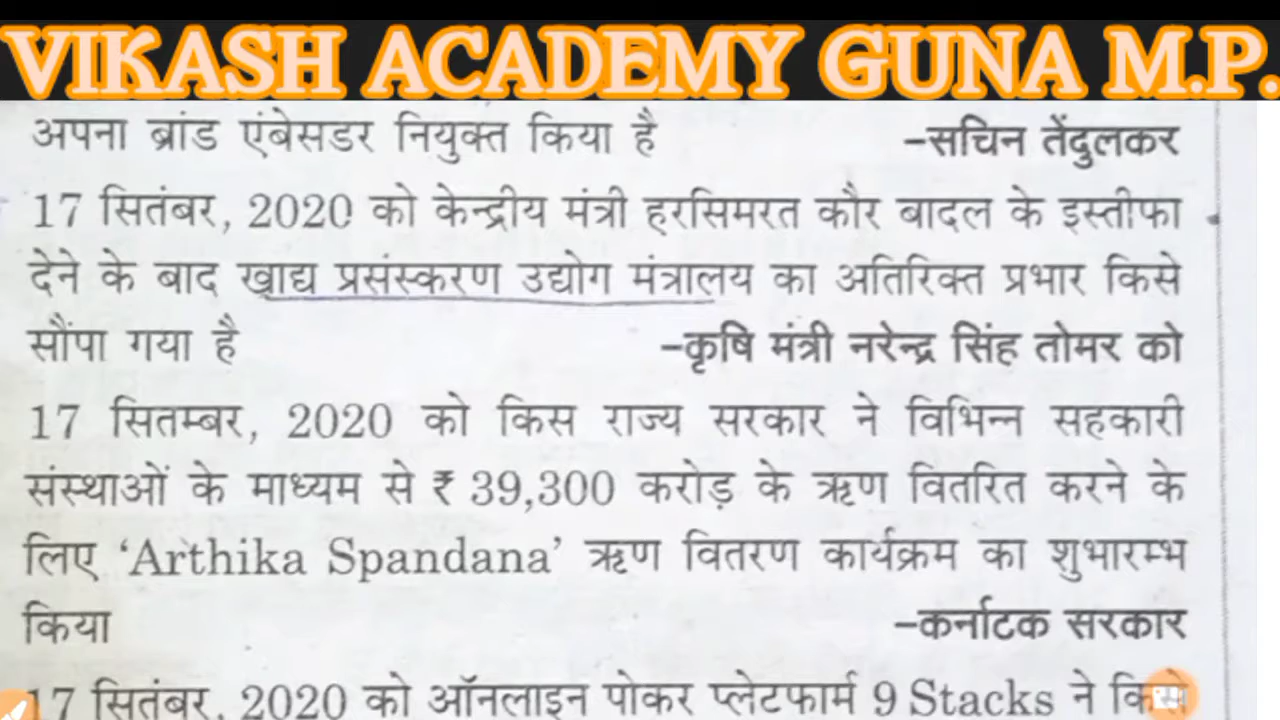 VIKASH ACADEMY GUNA M.P.
अपना ब्रांड एंबेसडर नियुक्त किया है -सचिन तेंदुलकर
17 सितंबर, 2020 को केन्द्रीय मंत्री हरसिमरत कौर बादल के इस्तीफा
देने के बाद खाद्य प्रसंस्करण उद्योग मंत्रालय का अतिरिक्त प्रभार किसे
सौंपा गया है -कृषि मंत्री नरेन्द्र सिंह तोमर को
17 सितम्बर, 2020 को किस राज्य सरकार ने विभिन्न सहकारी
संस्थाओं के माध्यम से ₹ 39,300 करोड़ के ऋण वितरित करने के
लिए ‘Arthika Spandana’ ऋण वितरण कार्यक्रम का शुभारम्भ
किया -कर्नाटक सरकार
17 सितंबर, 2020 को ऑनलाइन पोकर प्लेटफार्म 9 Stacks ने